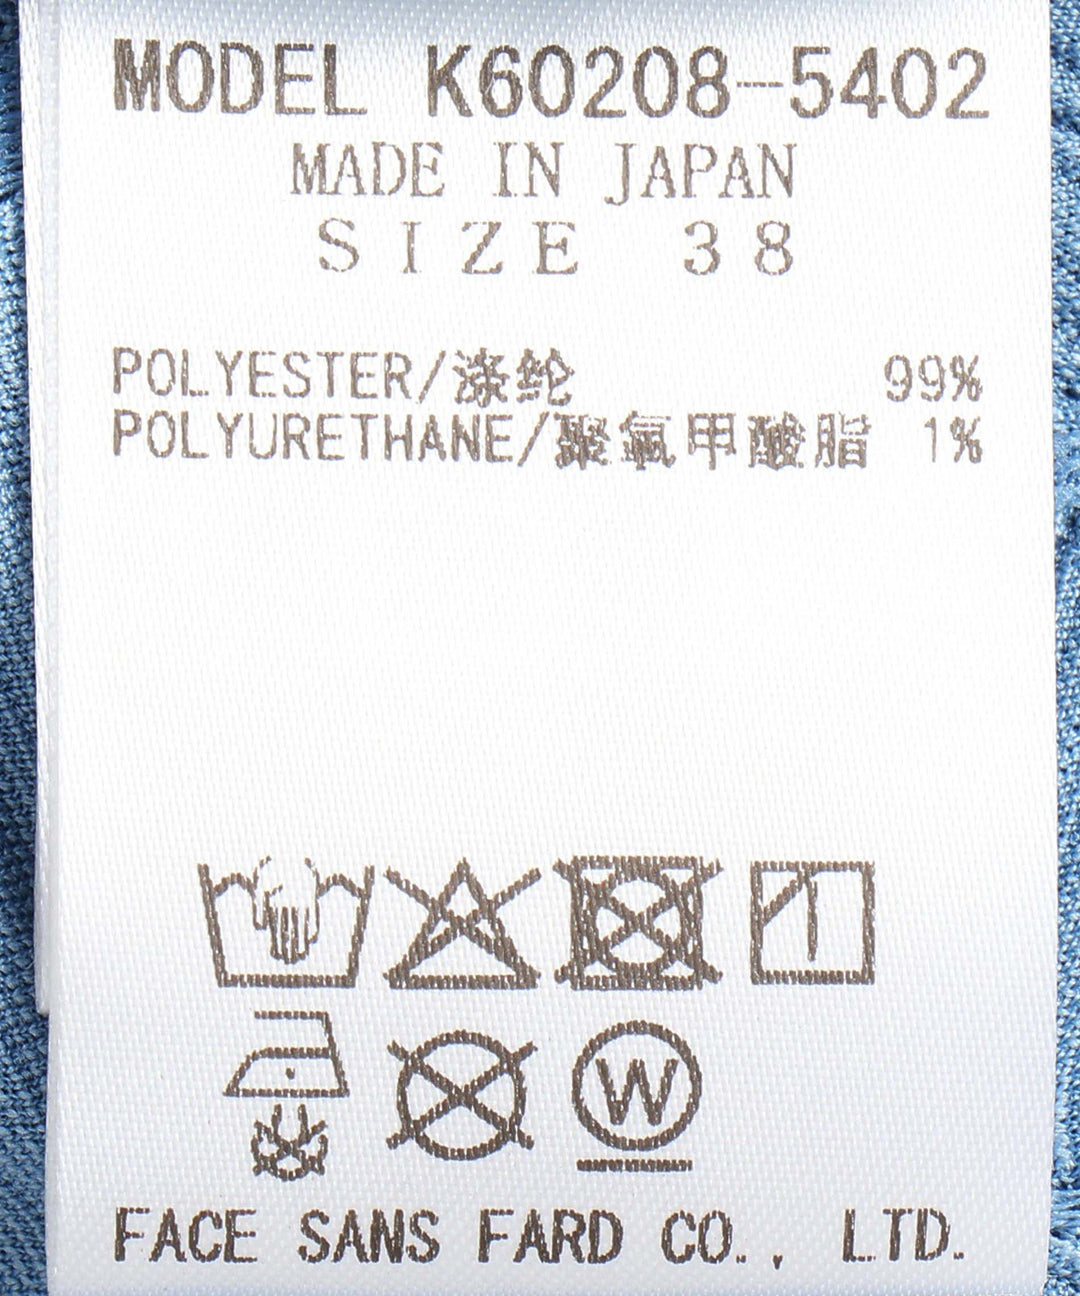 MODEL K60208-5402
MADE IN JAPAN
SIZE 38
POLYESTER/涤纶 99%
POLYURETHANE/聚氨甲酸脂 1%
W
FACE SANS FARD CO., LTD.